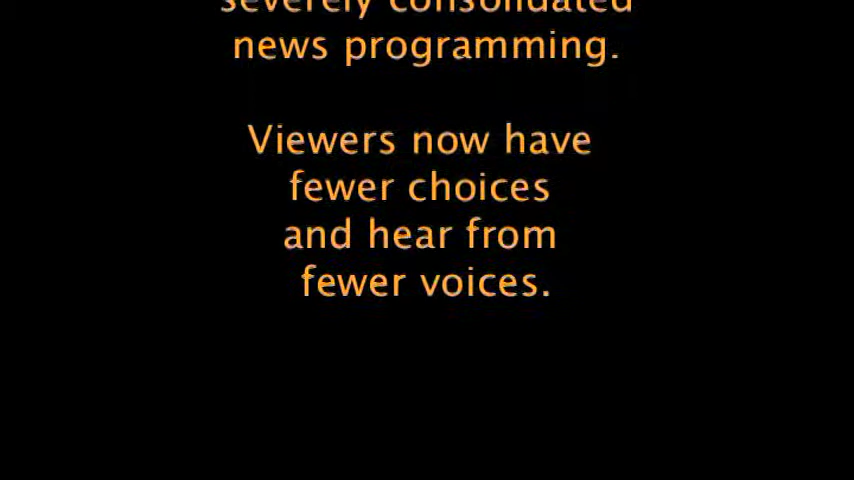 severely consolidated
news programming.
Viewers now have
fewer choices
and hear from
fewer voices.